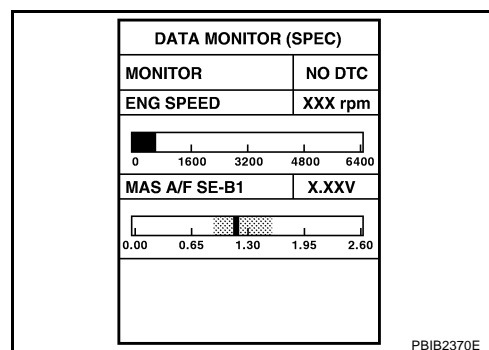 DATA MONITOR (SPEC)
MONITOR NO DTC
ENG SPEED XXX rpm
0 1600 3200 4800 6400
MAS A/F SE-B1 X.XXV
0.00 0.65 1.30 1.95 2.60
PBIB2370E